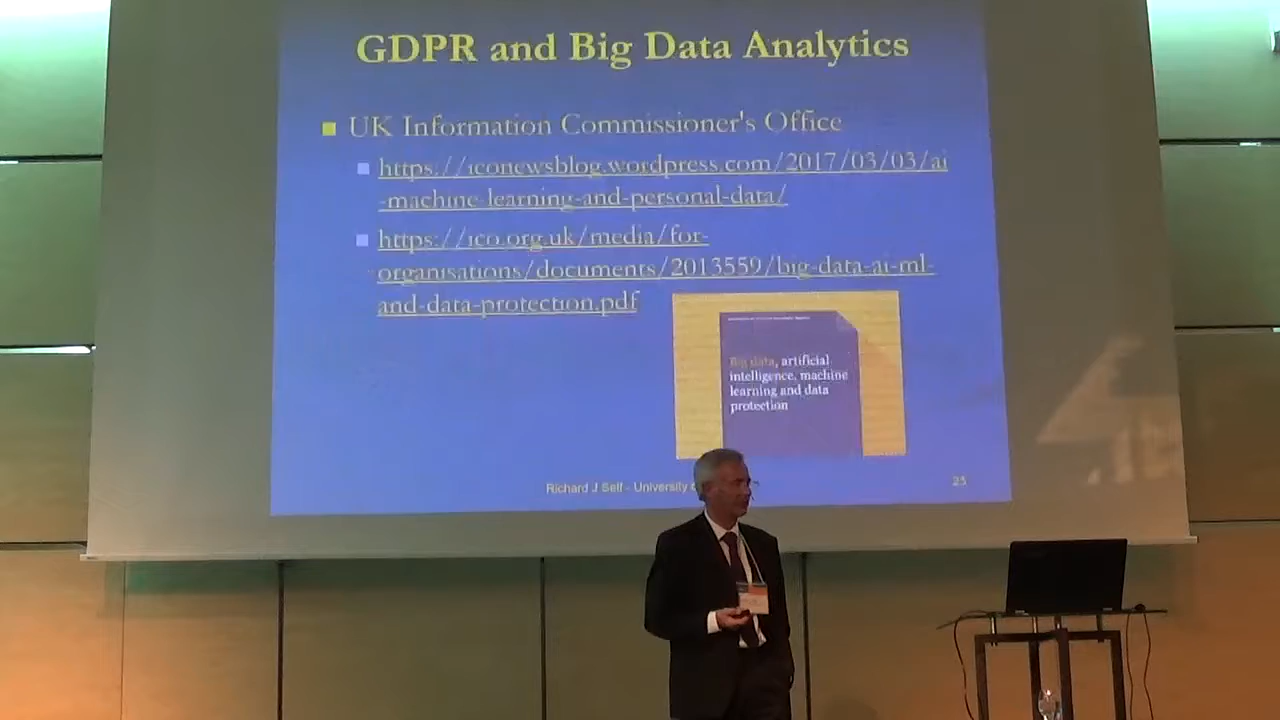 GDPR and Big Data Analytics
UK Information Commissioner's Office
https://iconewsblog.wordpress.com/2017/03/03/ai
-machine-learning-and-personal-data/
https://ico.org.uk/media/for-
organisations/documents/2013559/big-data-ai-ml-
and-data-protection.pdf
Big data, artificial
intelligence, machine
learning and data
protection
Richard J Self - University
25